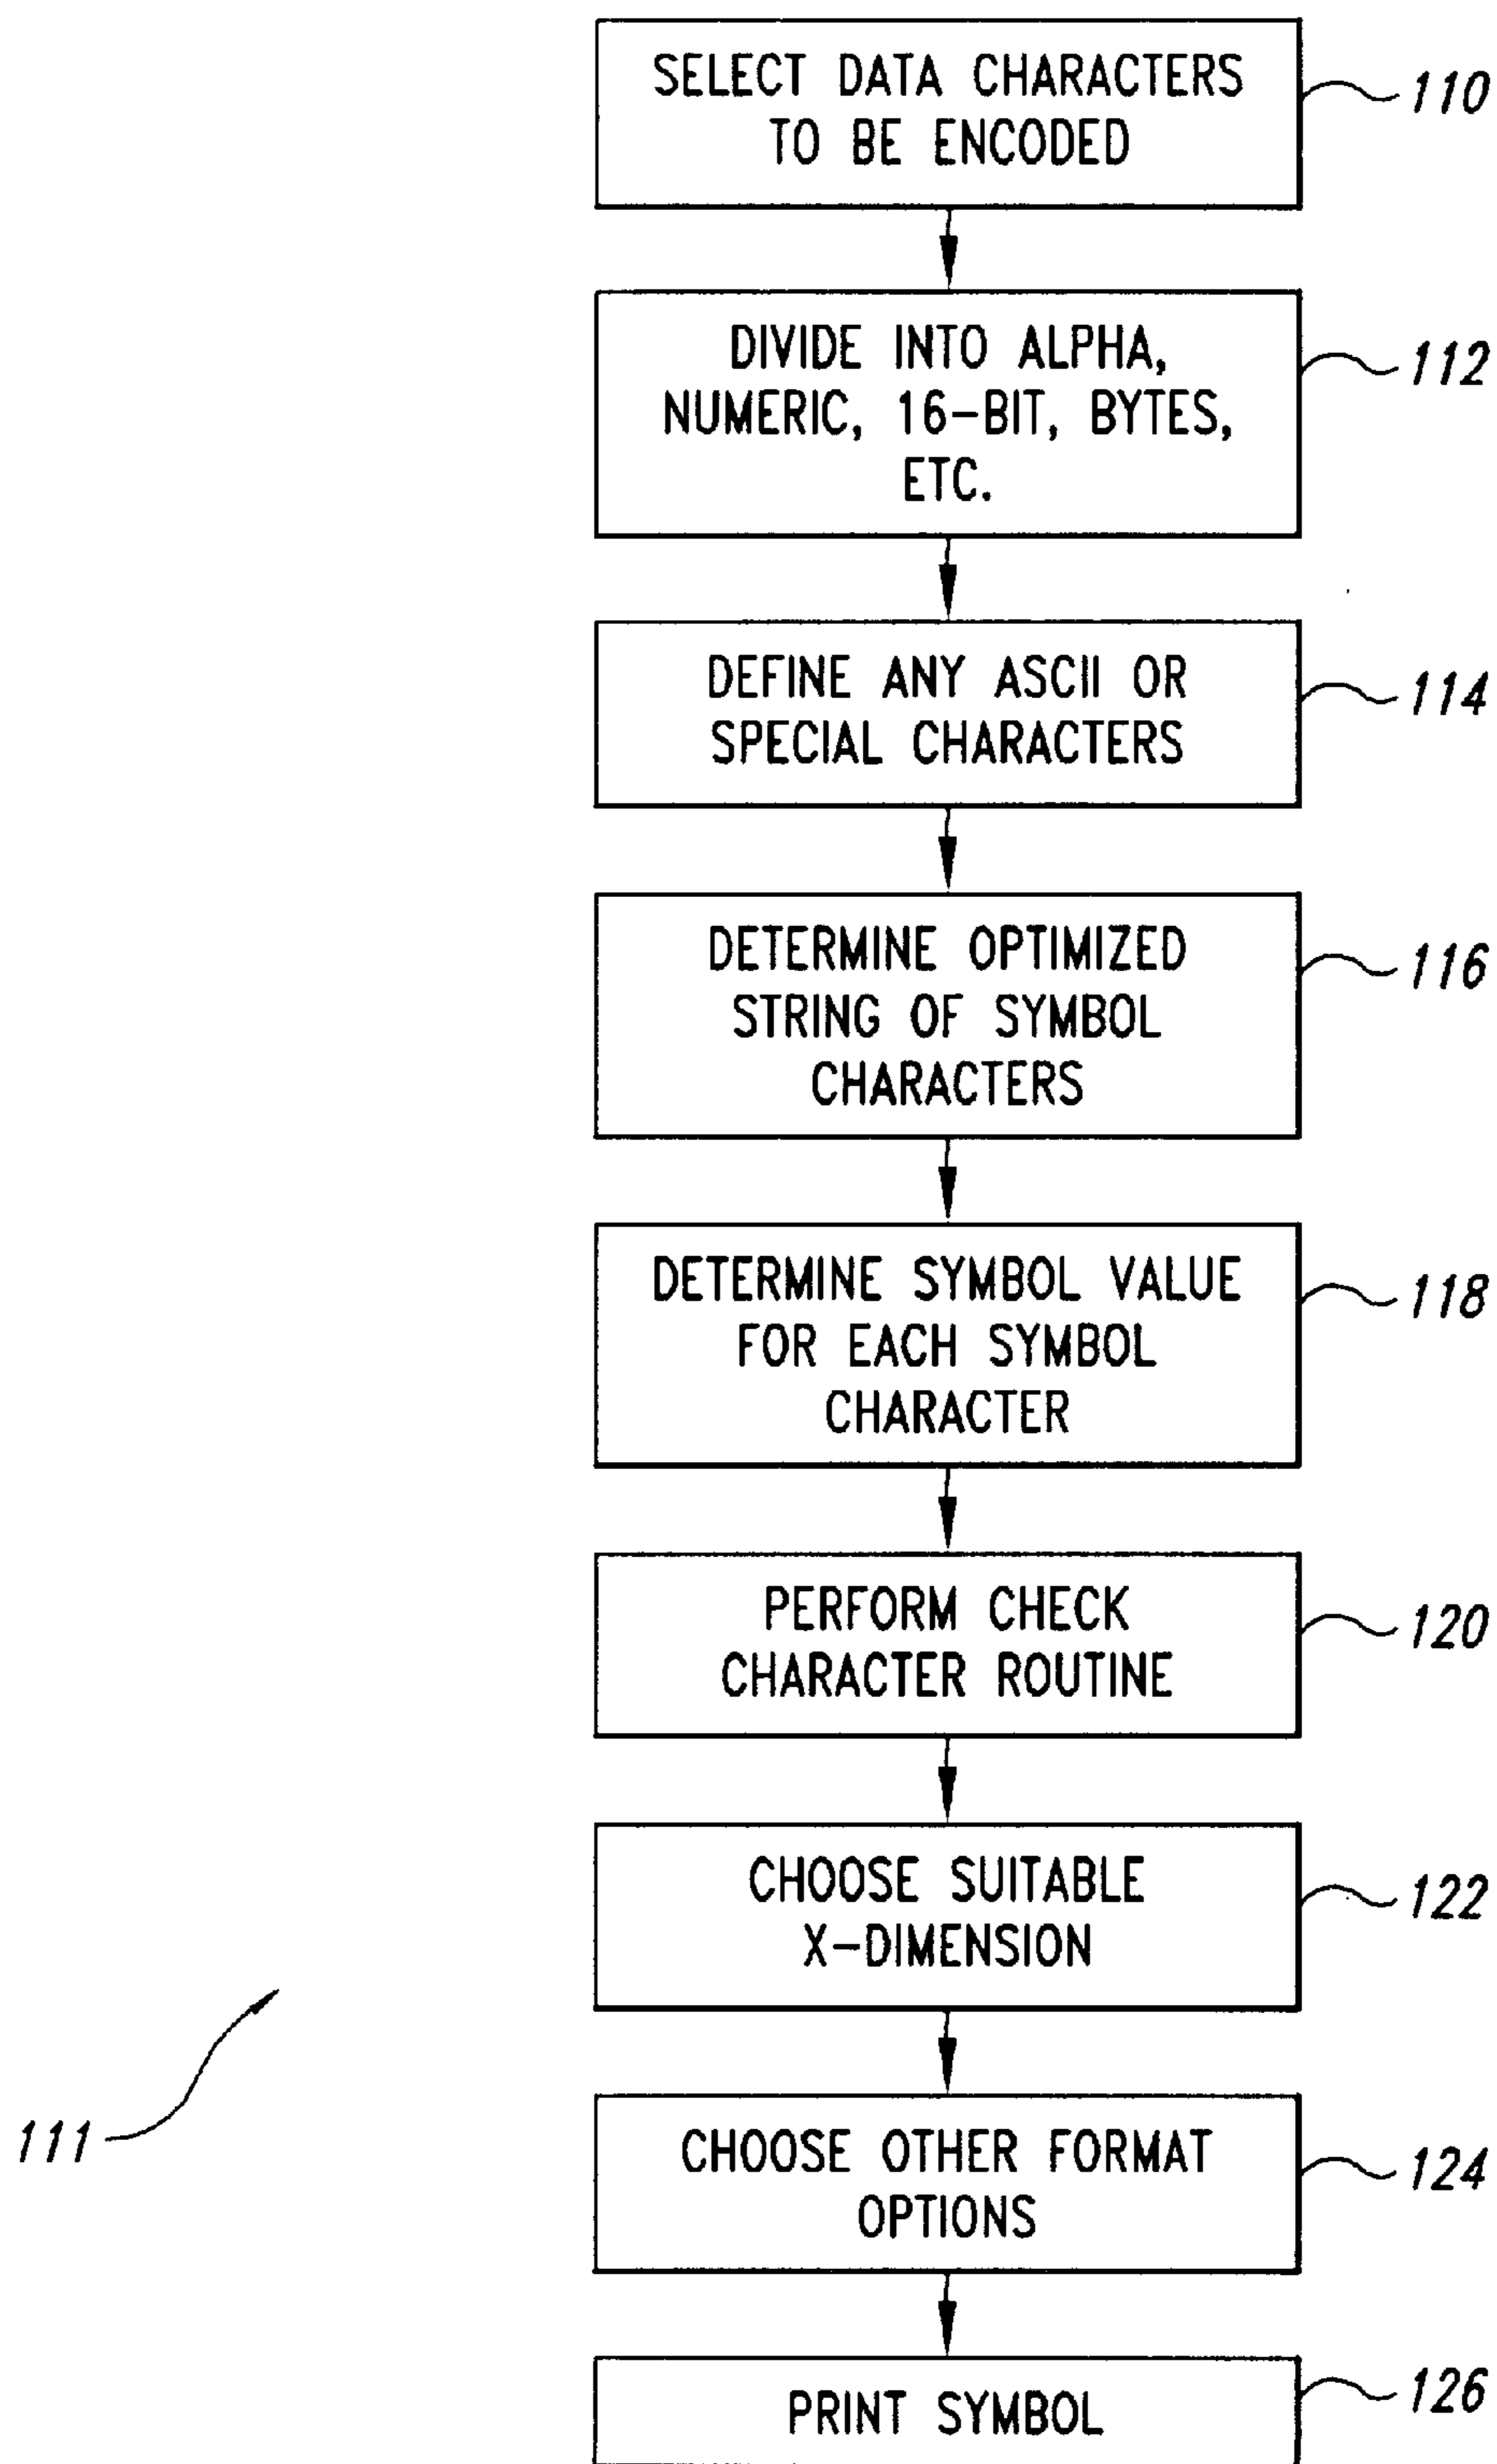 SELECT DATA CHARACTERS
TO BE ENCODED
110
DIVIDE INTO ALPHA,
NUMERIC, 16-BIT, BYTES,
ETC.
112
DEFINE ANY ASCII OR
SPECIAL CHARACTERS
114
DETERMINE OPTIMIZED
STRING OF SYMBOL
CHARACTERS
116
DETERMINE SYMBOL VALUE
FOR EACH SYMBOL
CHARACTER
118
PERFORM CHECK
CHARACTER ROUTINE
120
CHOOSE SUITABLE
X-DIMENSION
122
111
CHOOSE OTHER FORMAT
OPTIONS
124
PRINT SYMBOL
126